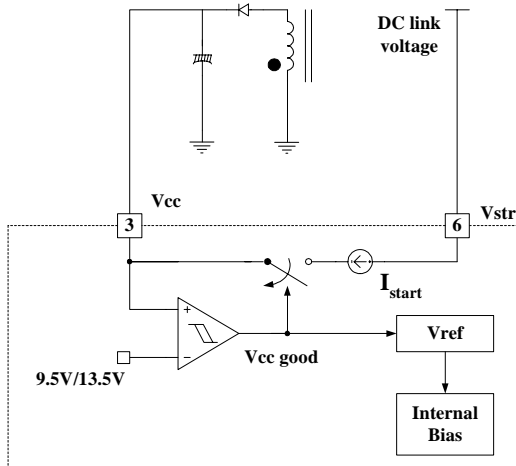 DC link
voltage
Vcc
Vstr
3
6
Istart
+
−
9.5V/13.5V
Vcc good
Vref
Internal
Bias